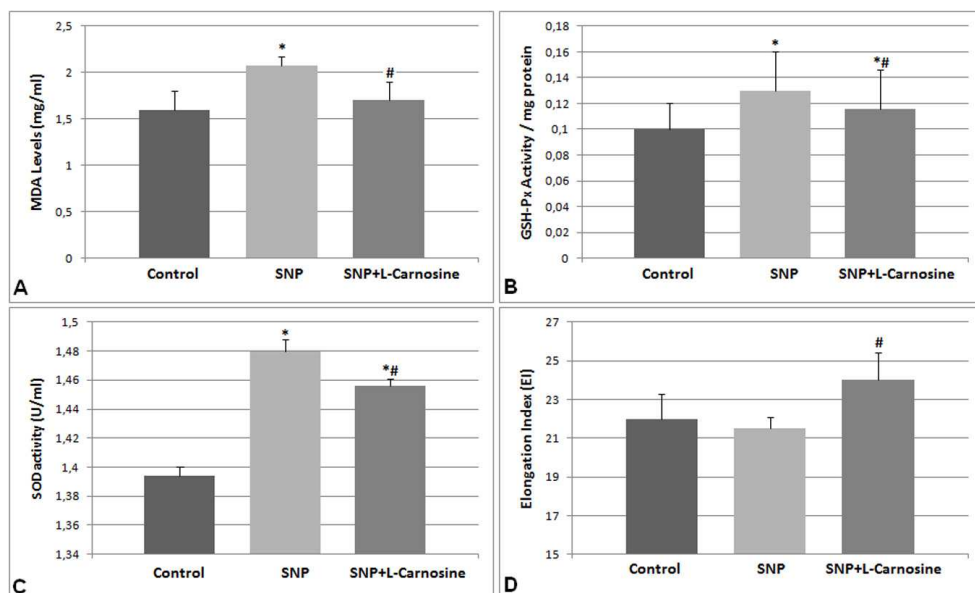 MDA Levels (mg/ml)
2,5
2
1,5
1
0,5
0
*
#
Control
SNP
SNP+L-Carnosine
A
GSH-Px Activity / mg protein
0,18
0,16
0,14
0,12
0,1
0,08
0,06
0,04
0,02
0
*
*#
Control
SNP
SNP+L-Carnosine
B
SOD activity (U/ml)
1,5
1,48
1,46
1,44
1,42
1,4
1,38
1,36
1,34
*
*#
Control
SNP
SNP+L-Carnosine
C
Elongation Index (EI)
27
25
23
21
19
17
15
#
Control
SNP
SNP+L-Carnosine
D